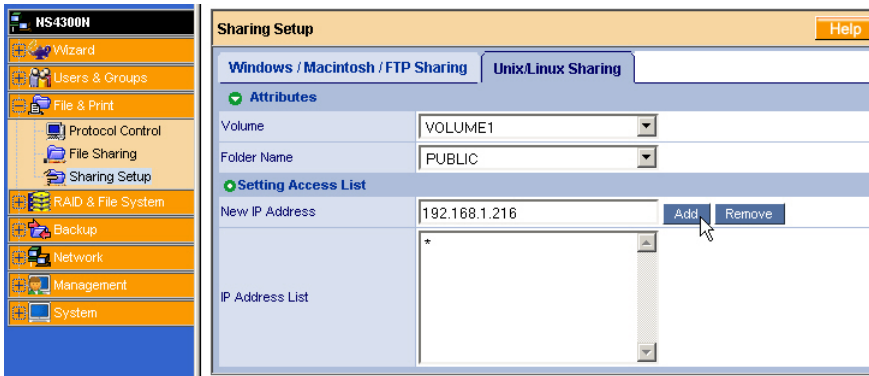 NS4300N
Wizard
Users & Groups
File & Print
Protocol Control
File Sharing
Sharing Setup
RAID & File System
Backup
Network
Management
System
Sharing Setup
Help
Windows / Macintosh / FTP Sharing
Unix/Linux Sharing
Attributes
Volume
VOLUME1
Folder Name
PUBLIC
Setting Access List
New IP Address
192.168.1.216
Add
Remove
IP Address List
*